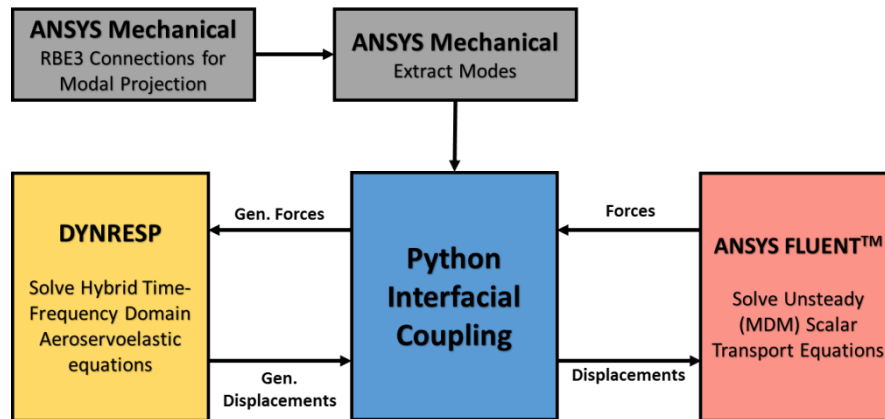 ANSYS Mechanical
RBE3 Connections for
Modal Projection
ANSYS Mechanical
Extract Modes
DYNRESP
Solve Hybrid Time-
Frequency Domain
Aeroservoelastic
equations
Gen. Forces
Gen.
Displacements
Python
Interfacial
Coupling
Forces
Displacements
ANSYS FLUENT™
Solve Unsteady
(MDM) Scalar
Transport Equations